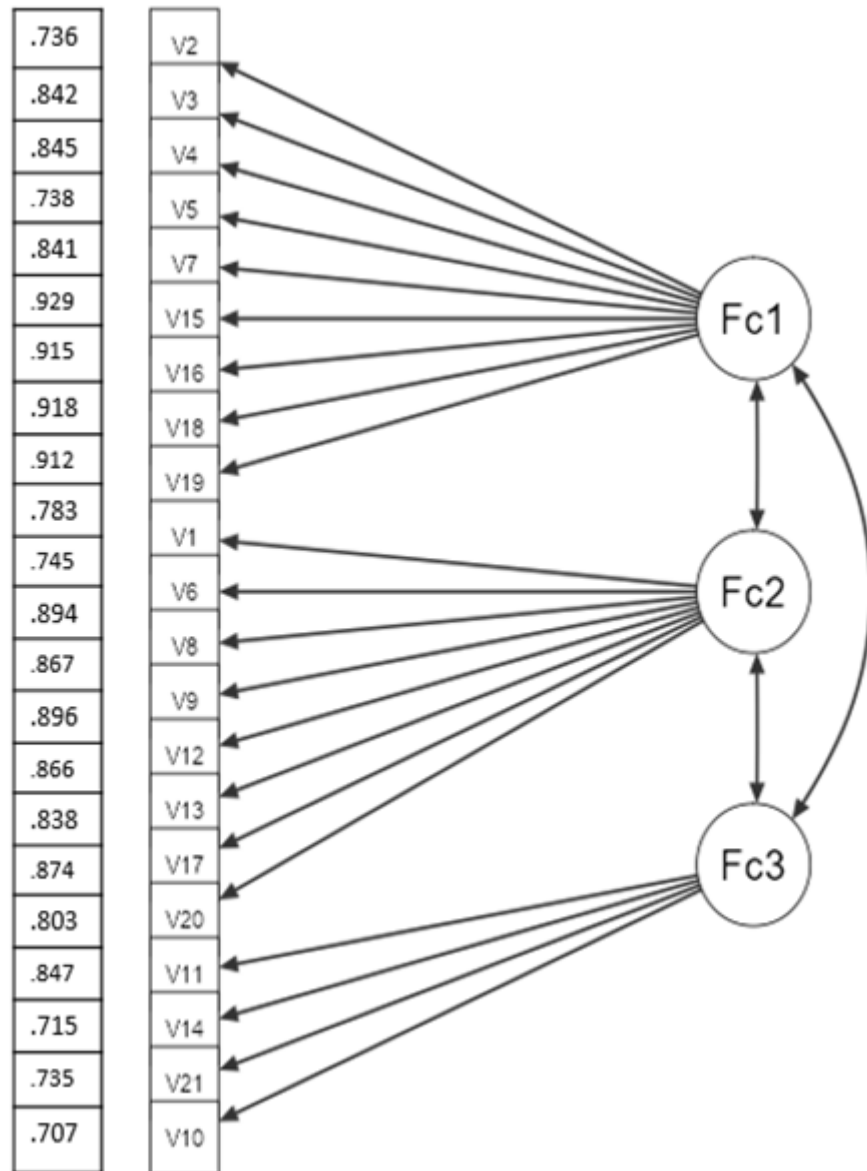 .736
.842
.845
.738
.841
.929
.915
.918
.912
.783
.745
.894
.867
.896
.866
.838
.874
.803
.847
.715
.735
.707
V2
V3
V4
V5
V7
V15
V16
V18
V19
V1
V6
V8
V9
V12
V13
V17
V20
V11
V14
V21
V10
Fc1
Fc2
Fc3